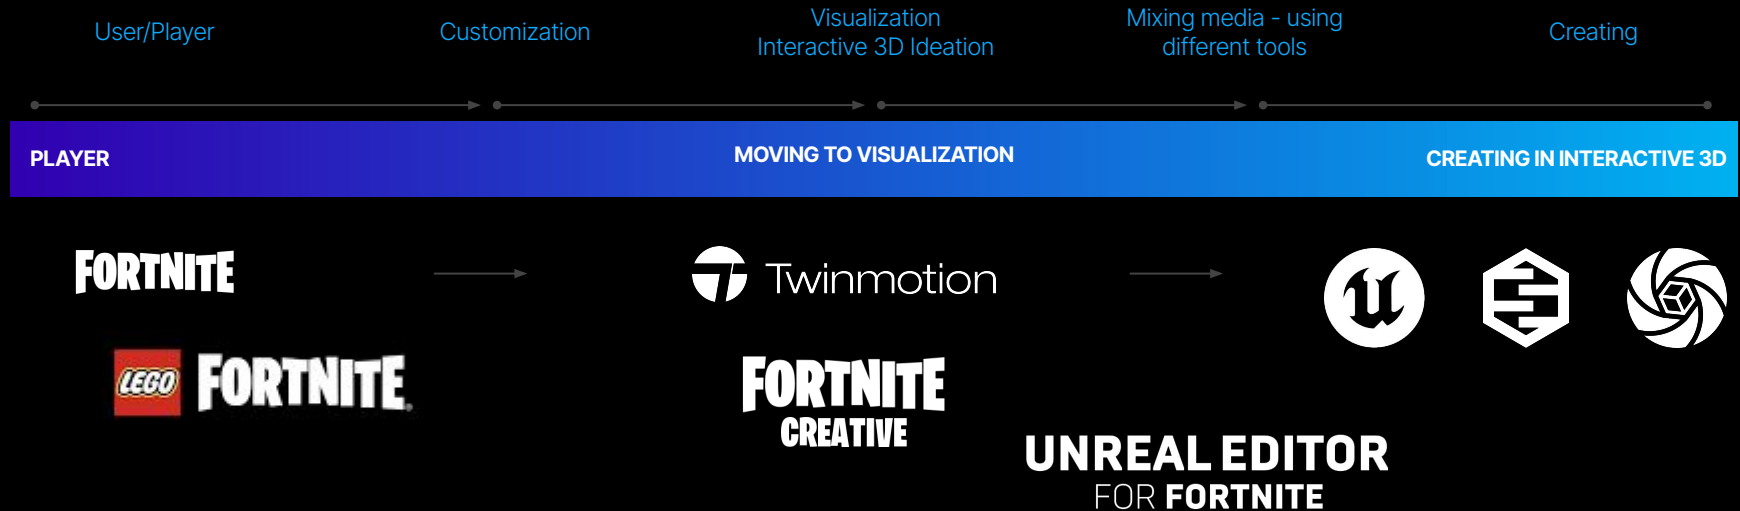 User/Player
Customization
Visualization
Interactive 3D Ideation
Mixing media - using
different tools
Creating
PLAYER
MOVING TO VISUALIZATION
CREATING IN INTERACTIVE 3D
FORTNITE
Twinmotion
LEGO FORTNITE
FORTNITE
CREATIVE
UNREAL EDITOR
FOR FORTNITE